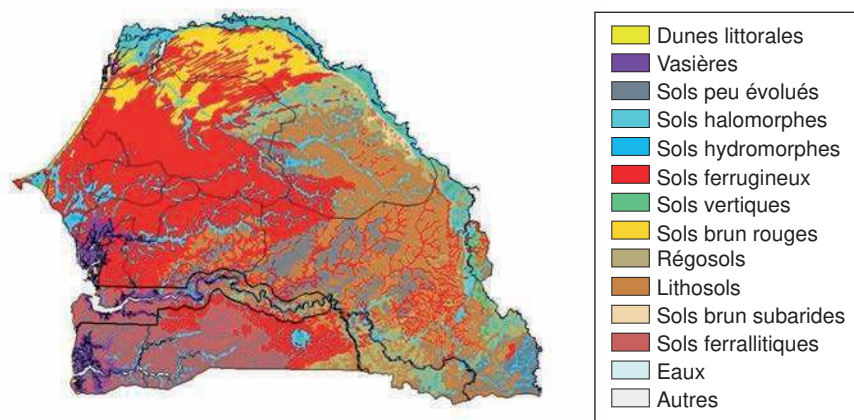 Dunes littorales
Vasières
Sols peu évolués
Sols halomorphes
Sols hydromorphes
Sols ferrugineux
Sols vertiques
Sols brun rouges
Régosols
Lithosols
Sols brun subarides
Sols ferrallitiques
Eaux
Autres